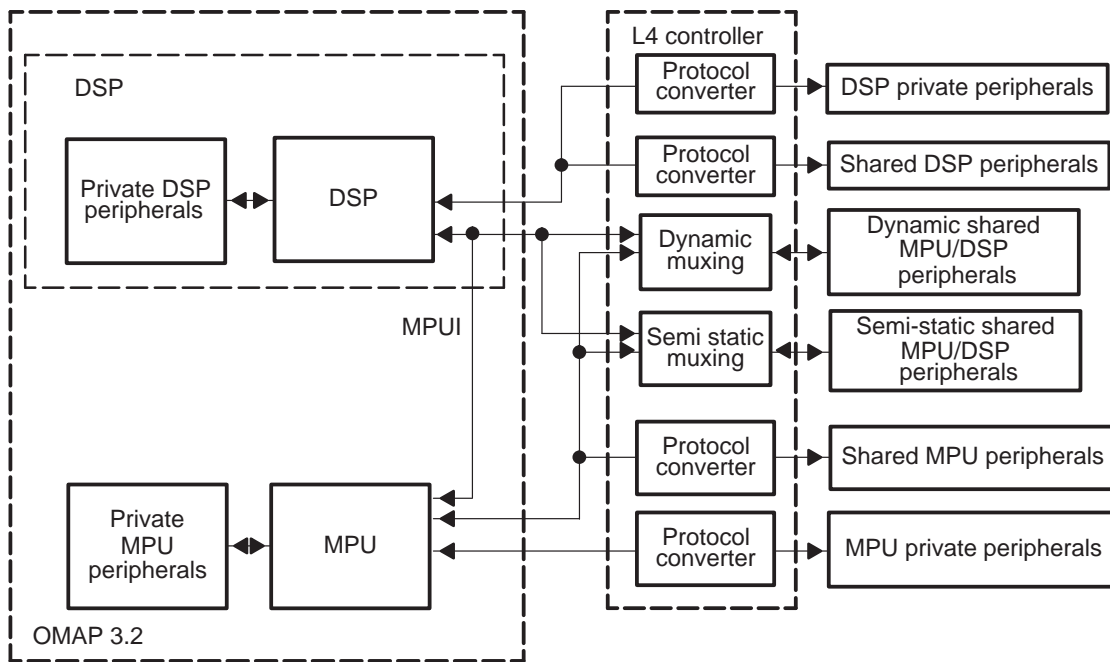 L4 controller
DSP
Protocol
converter
DSP private peripherals
Protocol
converter
Shared DSP peripherals
Private DSP
peripherals
DSP
Dynamic
muxing
Dynamic shared
MPU/DSP
peripherals
MPUI
Semi static
muxing
Semi-static shared
MPU/DSP
peripherals
Protocol
converter
Shared MPU peripherals
Private
MPU
peripherals
MPU
Protocol
converter
MPU private peripherals
OMAP 3.2